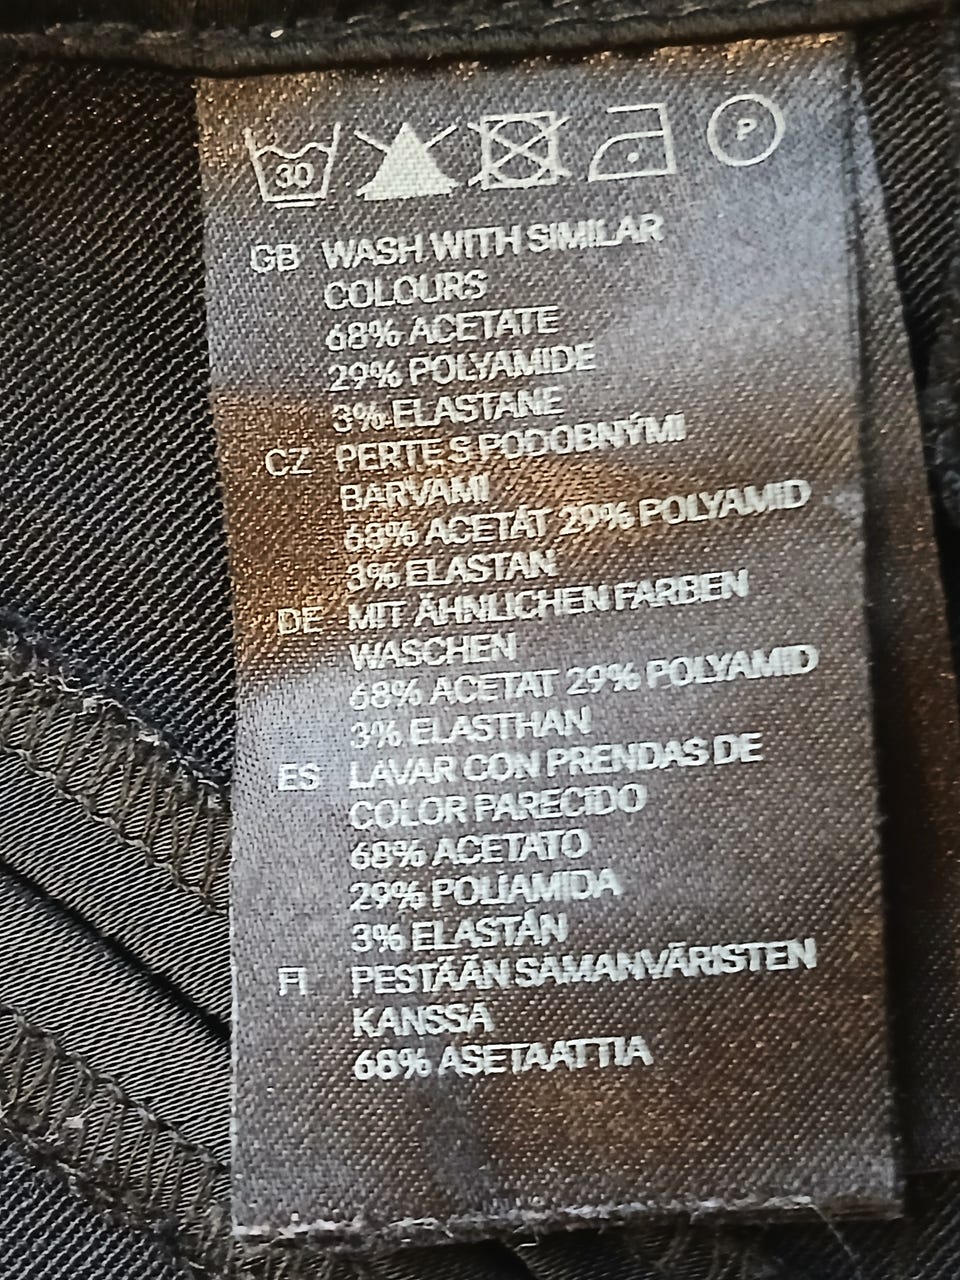 30
P
GB WASH WITH SIMILAR
COLOURS
68% ACETATE
29% POLYAMIDE
3% ELASTANE
CZ PERTE S PODOBNÝMI
BARVAMI
68% ACETÁT 29% POLYAMID
3% ELASTAN
DE MIT ÄHNLICHEN FARBEN
WASCHEN
68% ACETAT 29% POLYAMID
3% ELASTHAN
ES LAVAR CON PRENDAS DE
COLOR PARECIDO
68% ACETATO
29% POLIAMIDA
3% ELASTÁN
FI PESTÄÄN SAMANVÄRISTEN
KANSSA
68% ASETAATTIA